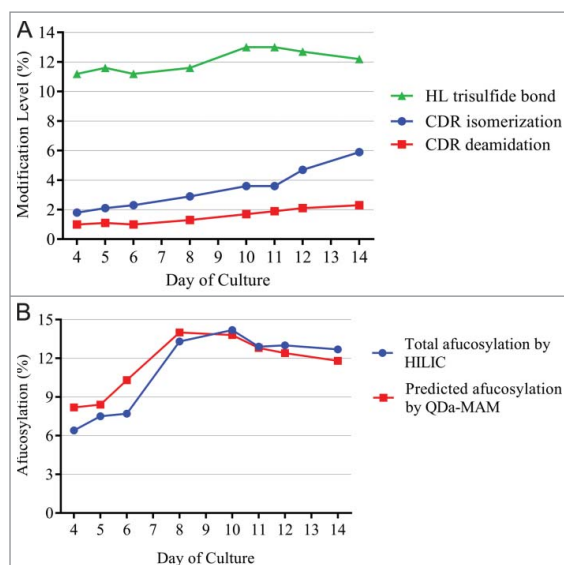 A
Modification Level (%)
14
12
10
8
6
4
2
0
4 5 6 7 8 9 10 11 12 13 14
Day of Culture
HL trisulfide bond
CDR isomerization
CDR deamidation
B
Afucosylation (%)
15
12
9
6
3
0
4 5 6 7 8 9 10 11 12 13 14
Day of Culture
Total afucosylation by
HILIC
Predicted afucosylation
by QDa-MAM